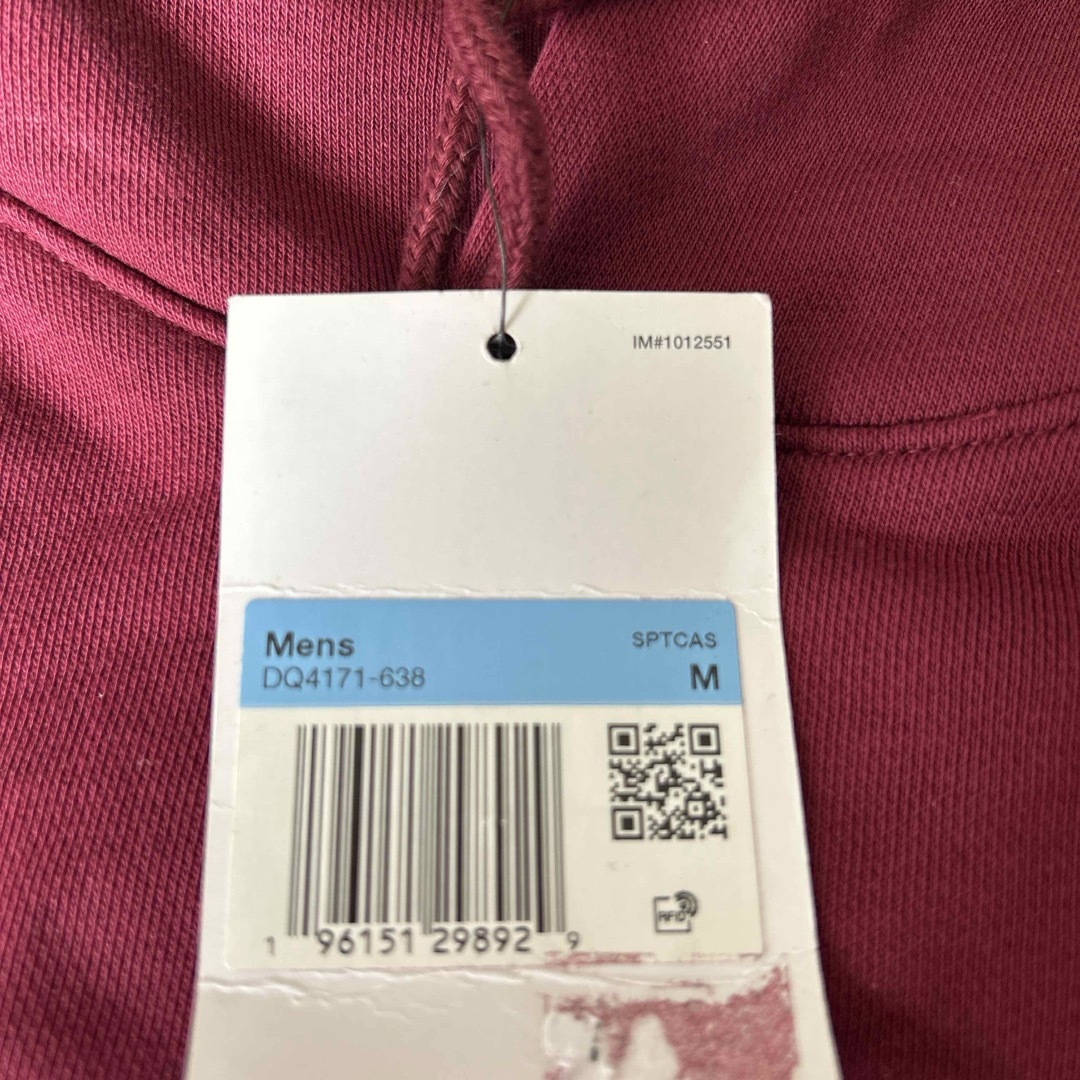 IM#1012551
Mens SPTCAS
DQ4171-638 M
RFID
1 96151 29892 9